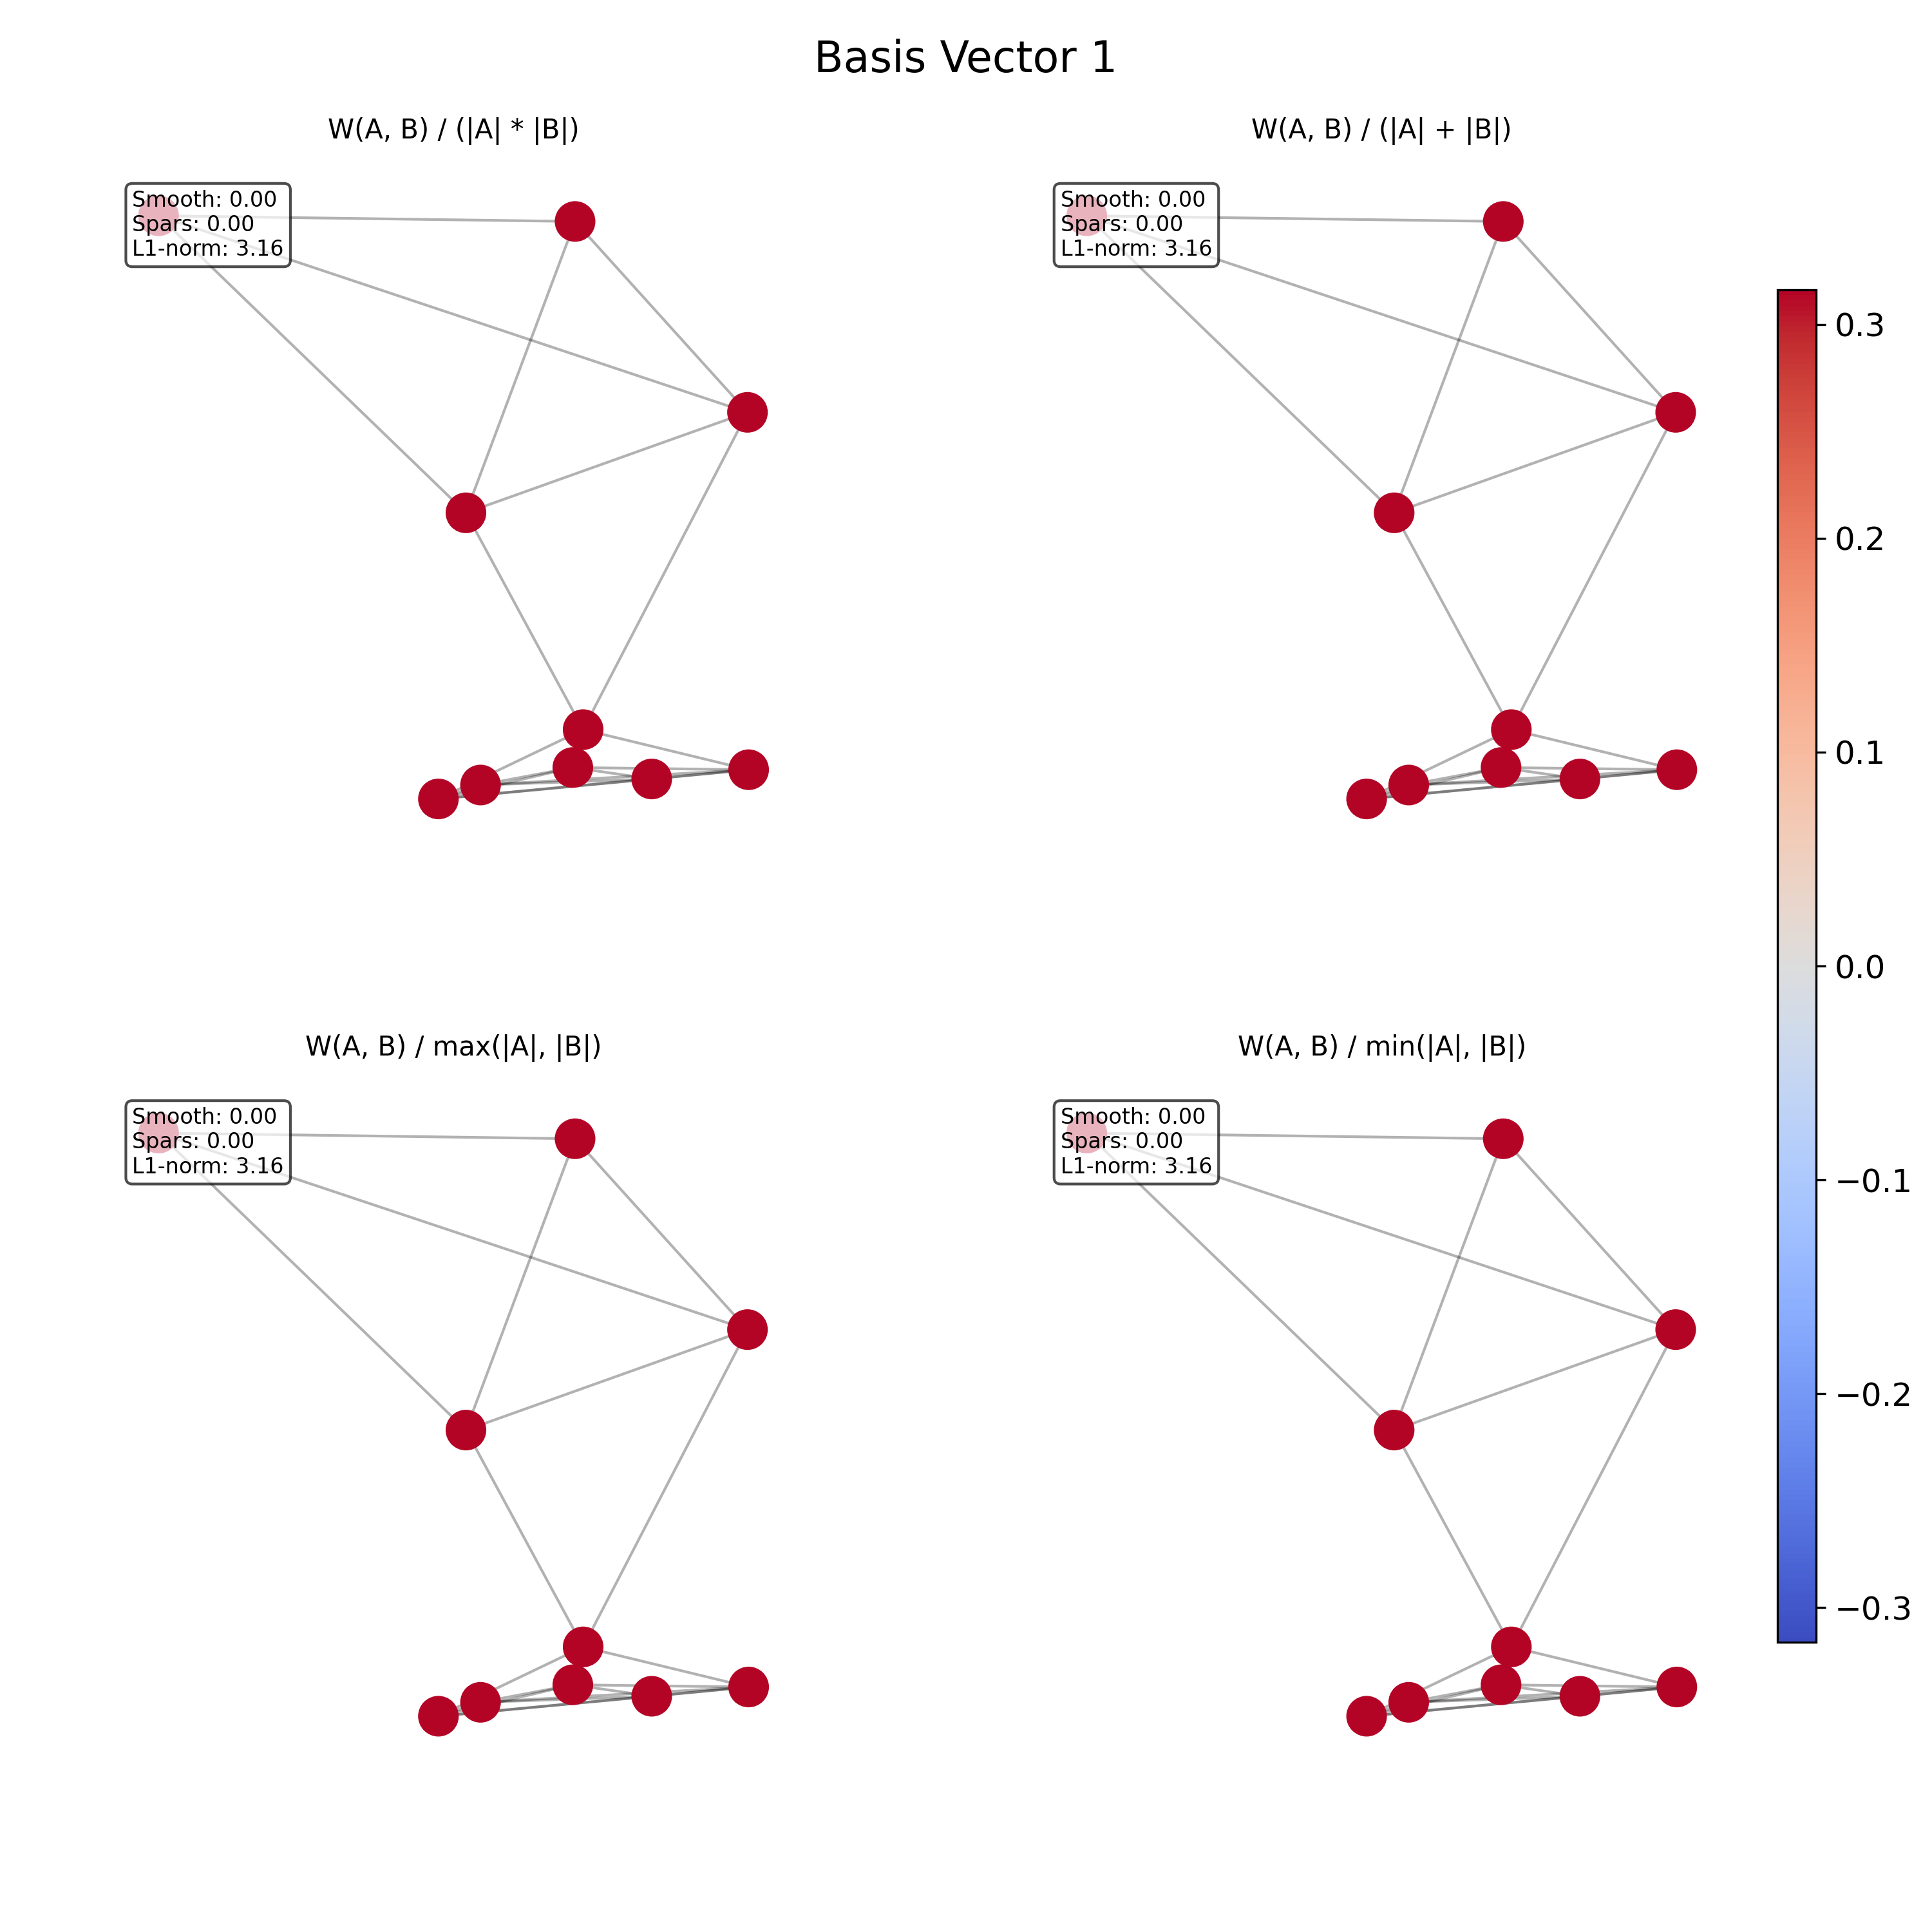 Basis Vector 1
W(A, B) / (|A| * |B|)
Smooth: 0.00
Spars: 0.00
L1-norm: 3.16
W(A, B) / (|A| + |B|)
Smooth: 0.00
Spars: 0.00
L1-norm: 3.16
W(A, B) / max(|A|, |B|)
Smooth: 0.00
Spars: 0.00
L1-norm: 3.16
W(A, B) / min(|A|, |B|)
Smooth: 0.00
Spars: 0.00
L1-norm: 3.16
0.3
0.2
0.1
0.0
−0.1
−0.2
−0.3